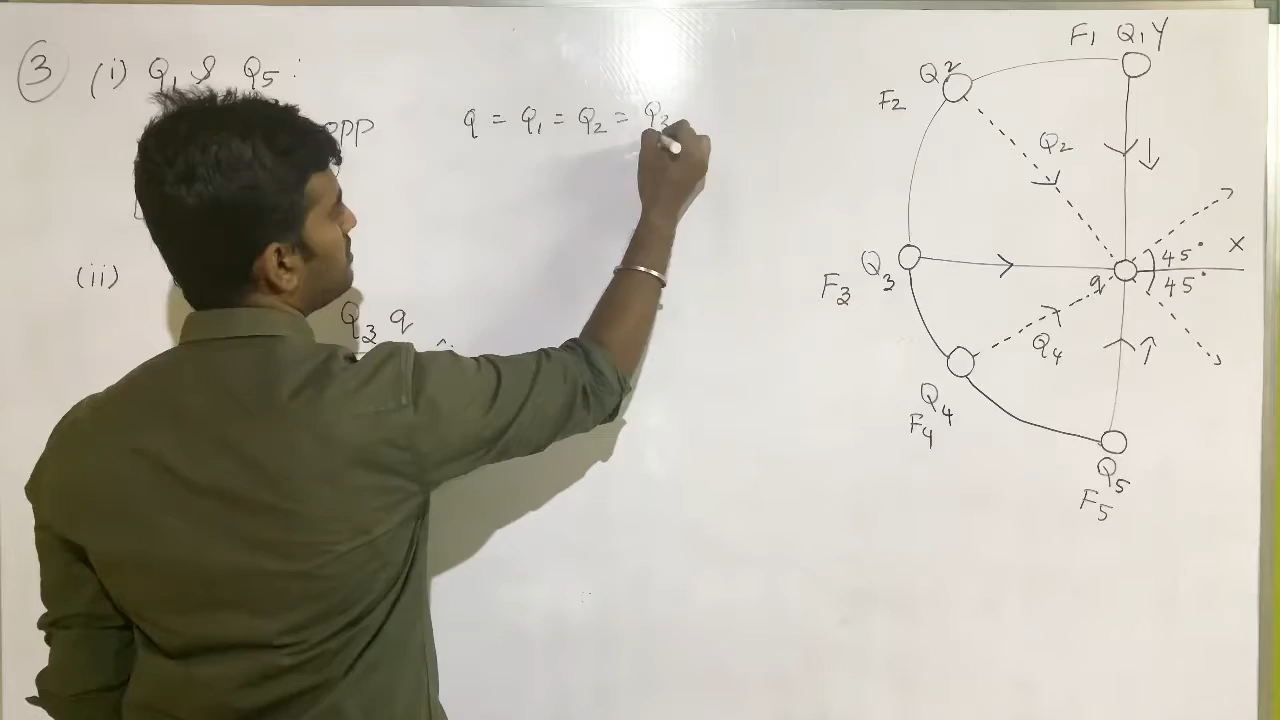 3 (i) Q₁ & Q₅ :
opp
q = Q₁ = Q₂ = Q₃
(ii)
Q₃ q
F₁ Q₁ Y
Q₂
F₂
Q₂
45°
X
Q₃
F₃
q
45°
Q₄
Q₄
F₄
Q₅
F₅